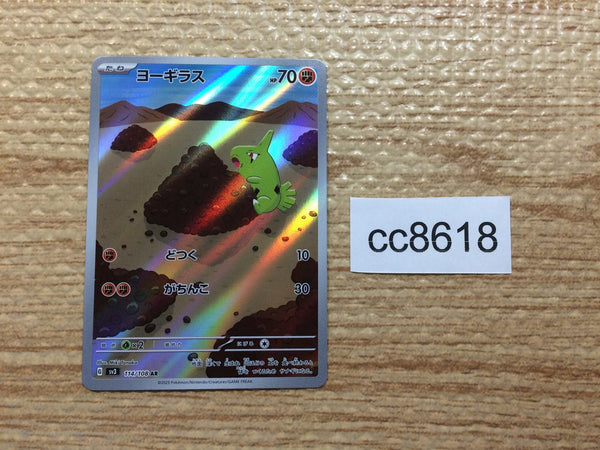 たね ヨーギラス HP70
どつく 10
がちんこ 30
×2
にげる
Illus. Miki Tanaka
G sv3 114/108 AR
©2023 Pokémon/Nintendo/Creatures/GAME FREAK.
cc8618